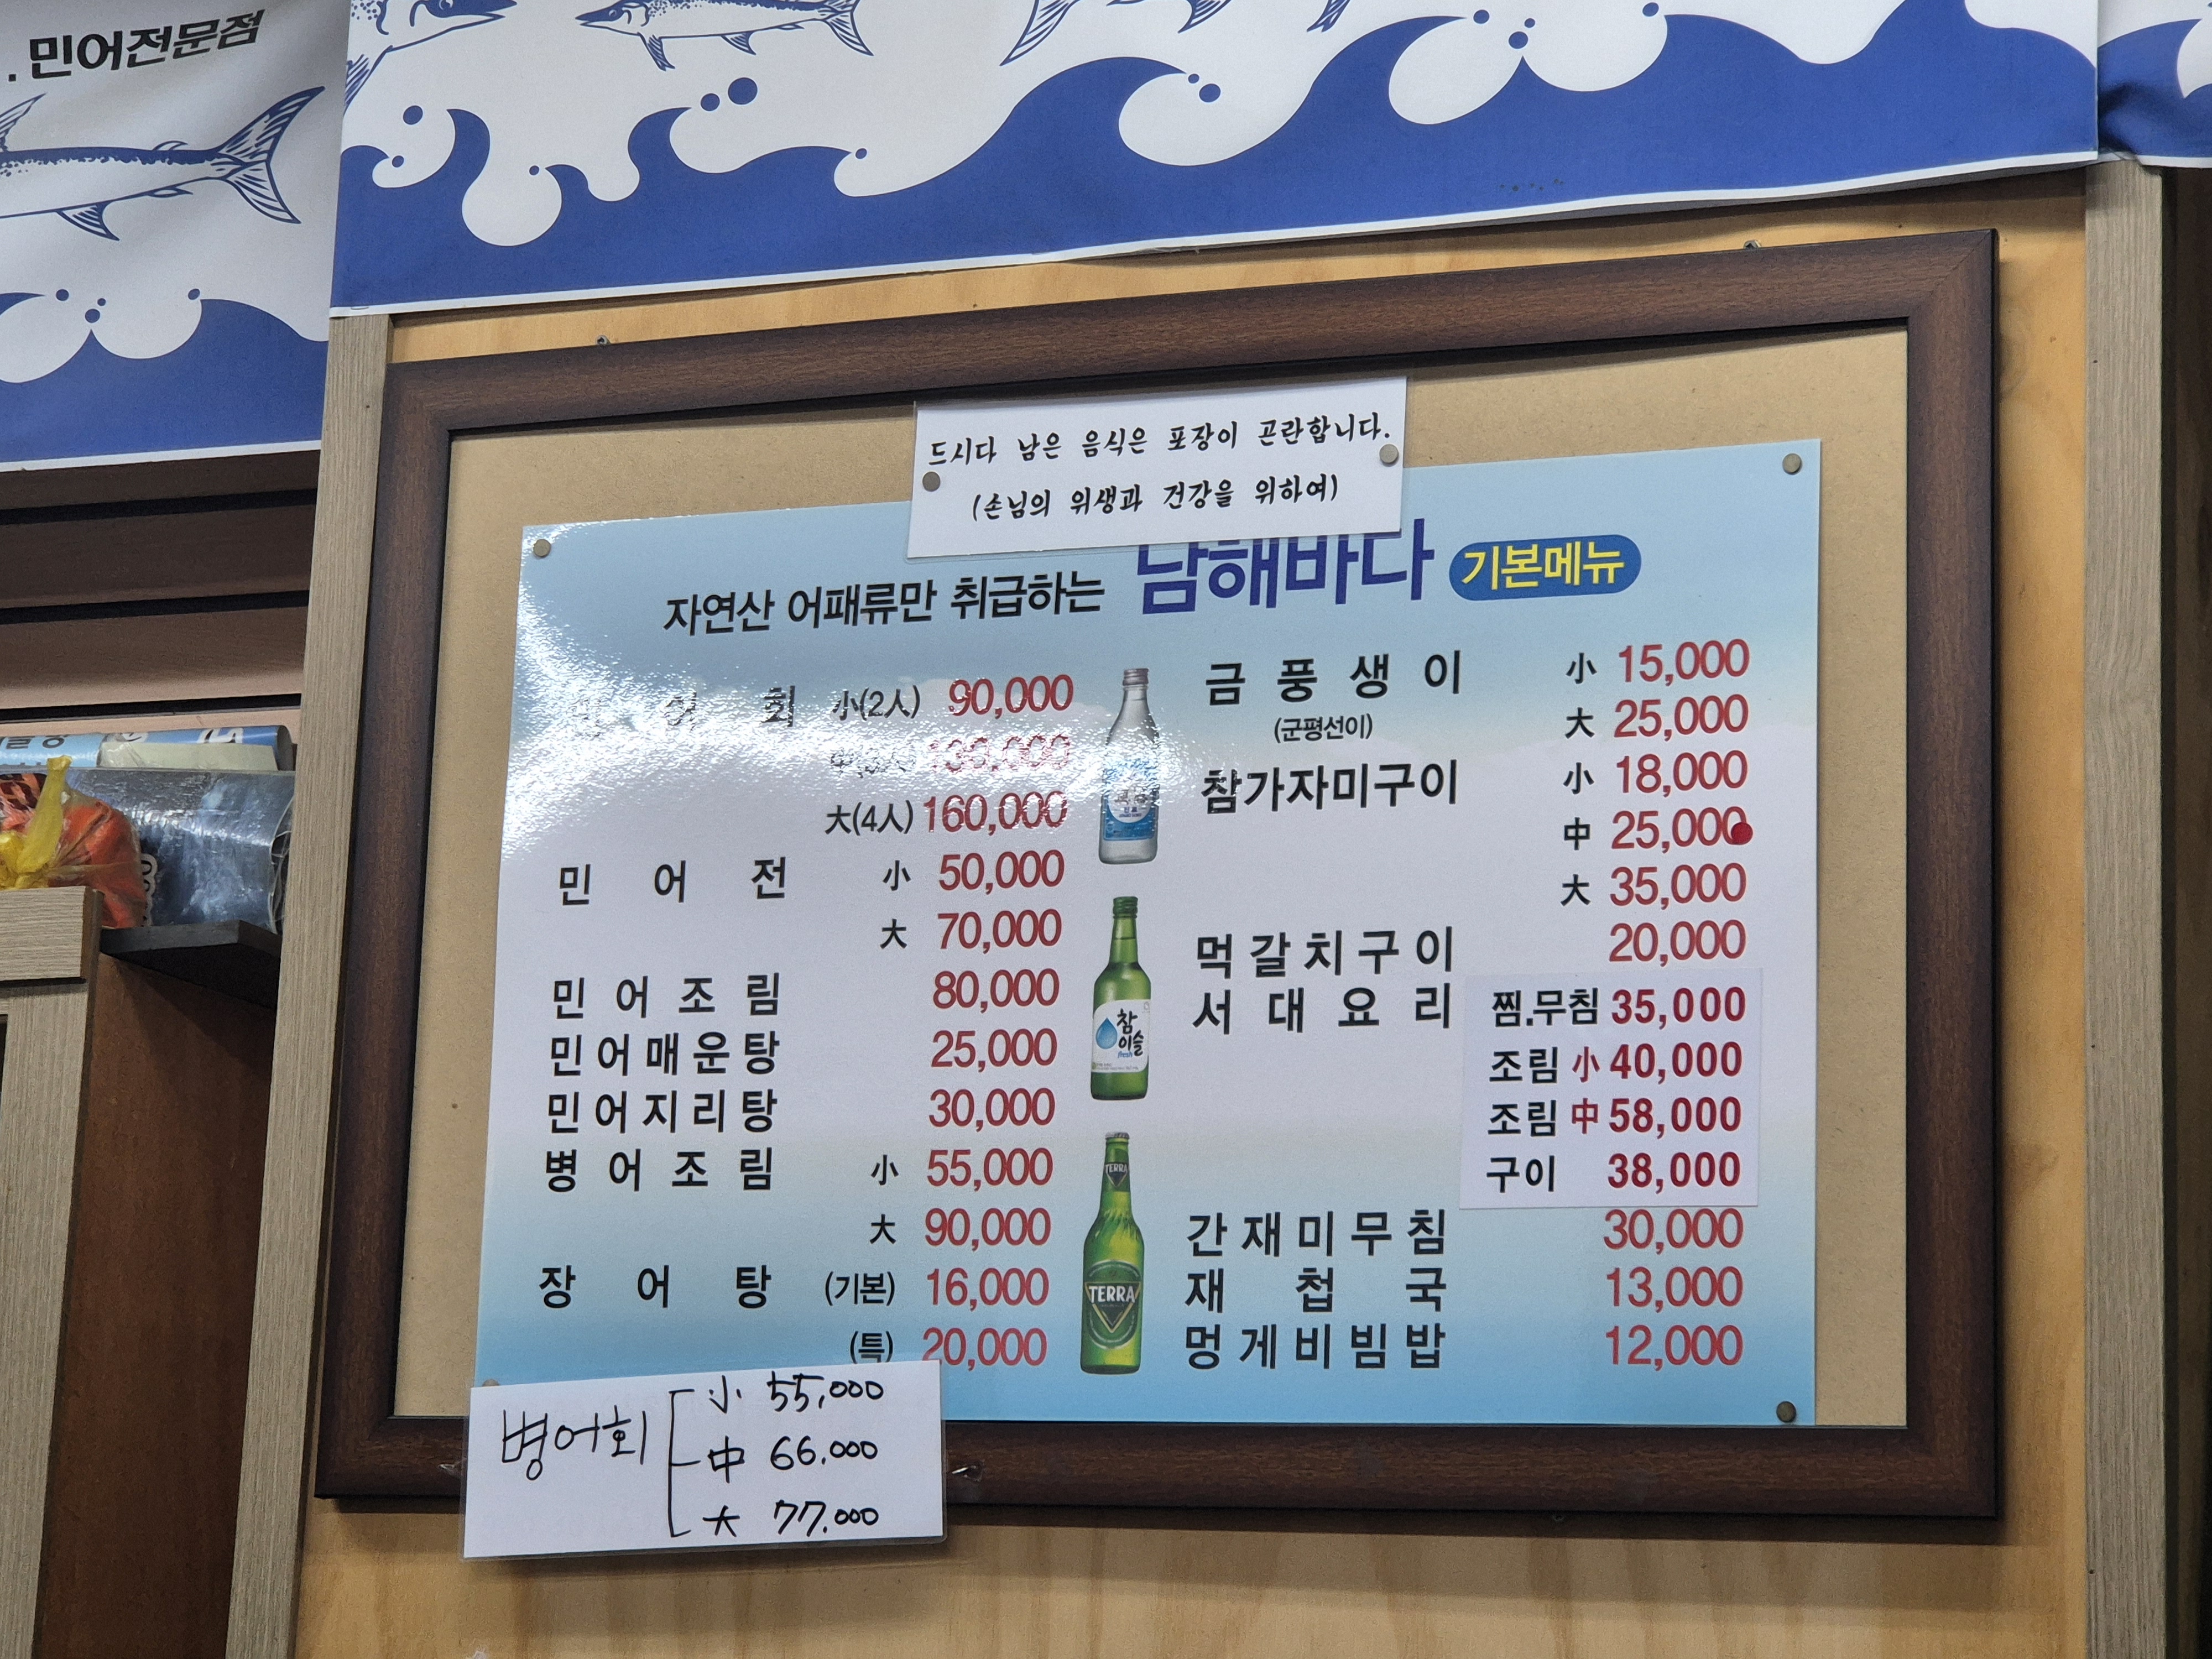 . 민어전문점
드시다 남은 음식은 포장이 곤란합니다.
(손님의 위생과 건강을 위하여)
자연산 어패류만 취급하는 남해바다 기본메뉴
민 어 회 小(2人) 90,000
中(3人) 130,000
大(4人) 160,000
민 어 전 小 50,000
大 70,000
민어조림 80,000
민어매운탕 25,000
민어지리탕 30,000
병어조림 小 55,000
大 90,000
장 어 탕 (기본) 16,000
(특) 20,000
금풍생이 小 15,000
(군평선이) 大 25,000
참가자미구이 小 18,000
中 25,000
大 35,000
먹갈치구이 20,000
서대요리 찜.무침 35,000
조림 小 40,000
조림 中 58,000
구이 38,000
간재미무침 30,000
재 첩 국 13,000
멍게비빔밥 12,000
참이슬
fresh
TERRA
TERRA
병어회 小 55,000
中 66,000
大 77,000